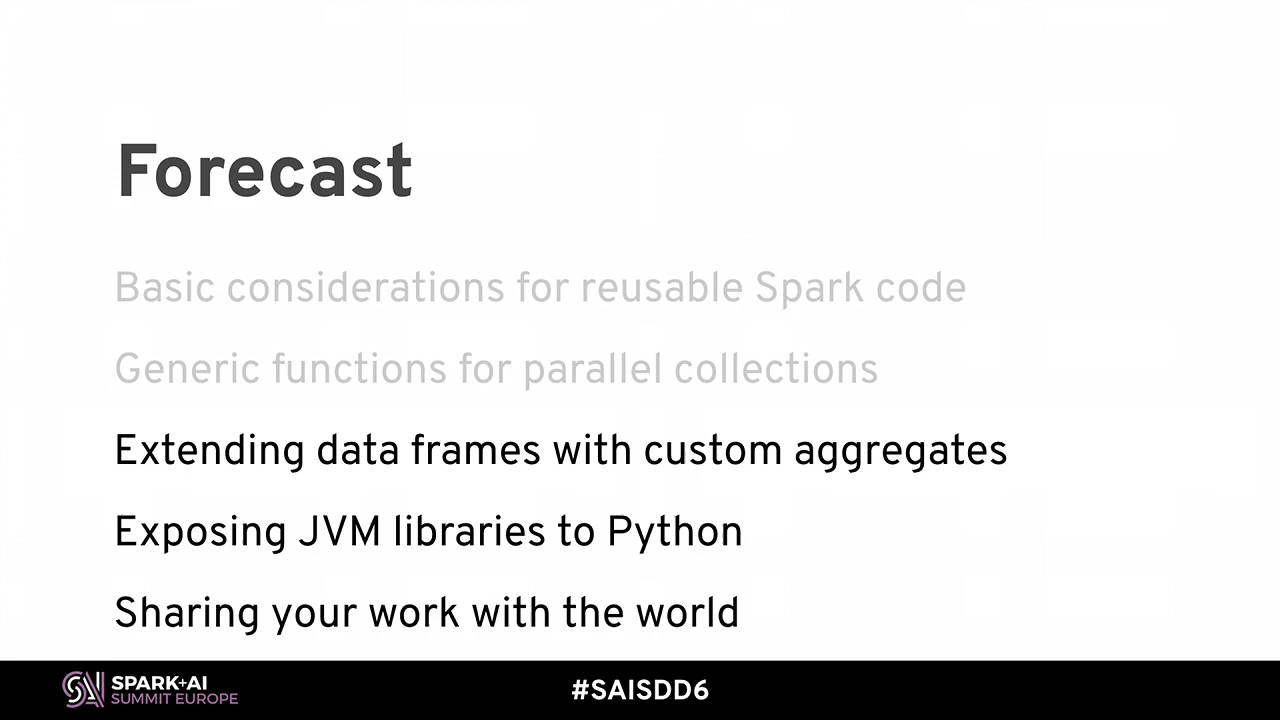 Forecast
Basic considerations for reusable Spark code
Generic functions for parallel collections
Extending data frames with custom aggregates
Exposing JVM libraries to Python
Sharing your work with the world
SPARK+AI
SUMMIT EUROPE
#SAISDD6